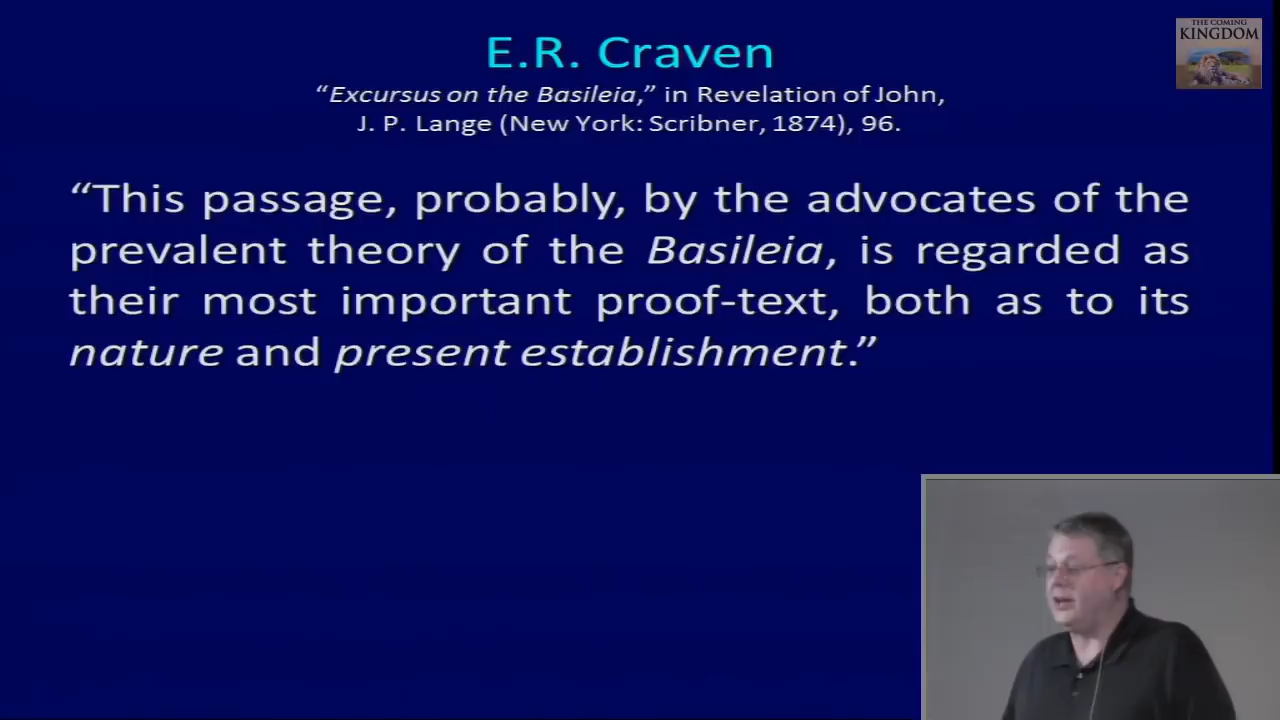 THE COMING
KINGDOM
E.R. Craven
“Excursus on the Basileia,” in Revelation of John,
J. P. Lange (New York: Scribner, 1874), 96.
“This passage, probably, by the advocates of the
prevalent theory of the Basileia, is regarded as
their most important proof-text, both as to its
nature and present establishment.”